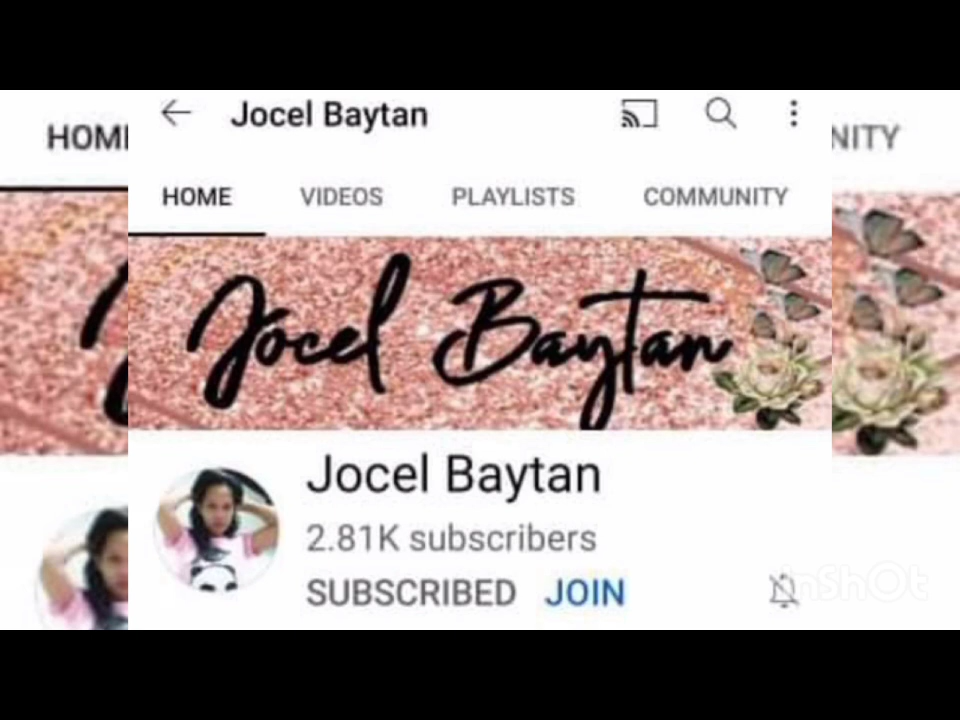 Jocel Baytan
HOME VIDEOS PLAYLISTS COMMUNITY
HOM
NITY
Jocel Baytan
Jocel Baytan
2.81K subscribers
SUBSCRIBED JOIN
InShOt